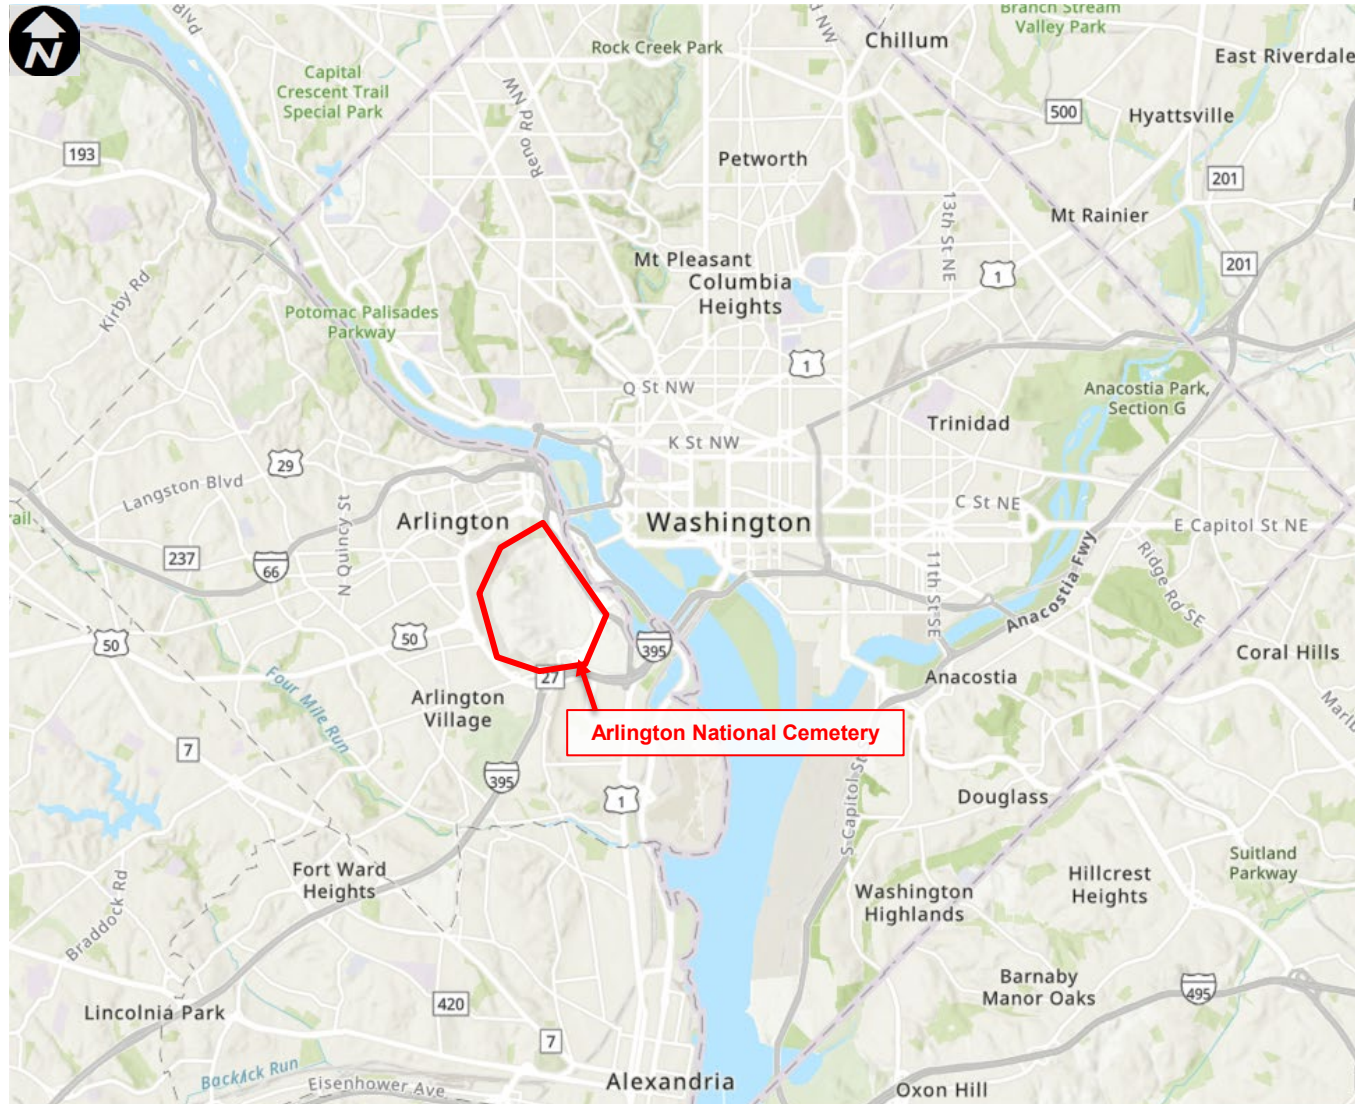 N
Blvd
NW
Branch Stream
Valley Park
Chillum
Rock Creek Park
East Riverdale
Capital
Crescent Trail
Special Park
Reno Rd NW
500
Hyattsville
193
Petworth
201
13th St NE
Mt Rainier
Mt Pleasant
Columbia
Heights
201
1
Kirby Rd
Potomac Palisades
Parkway
1
Q St NW
Anacostia Park,
Section G
Trinidad
K St NW
29
Langston Blvd
N Quincy St
C St NE
ail
Arlington
Washington
E Capitol St NE
237
66
11th St SE
Anacostia Fwy
Ridge Rd SE
50
50
395
Coral Hills
Four Mile Run
27
Anacostia
Arlington
Village
Arlington National Cemetery
Marlb
7
395
1
S Capitol St
Douglass
Fort Ward
Heights
Suitland
Parkway
Hillcrest
Heights
Braddock Rd
Washington
Highlands
Barnaby
Manor Oaks
495
Lincolnia Park
420
7
Backlick Run
Eisenhower Ave
Alexandria
Oxon Hill